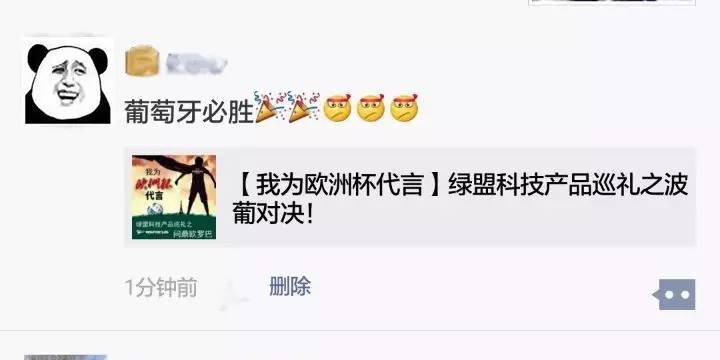 葡萄牙必胜
我为
欧洲杯
代言
绿盟科技产品巡礼之
问鼎欧罗巴
【我为欧洲杯代言】绿盟科技产品巡礼之波
葡对决！
1分钟前
删除